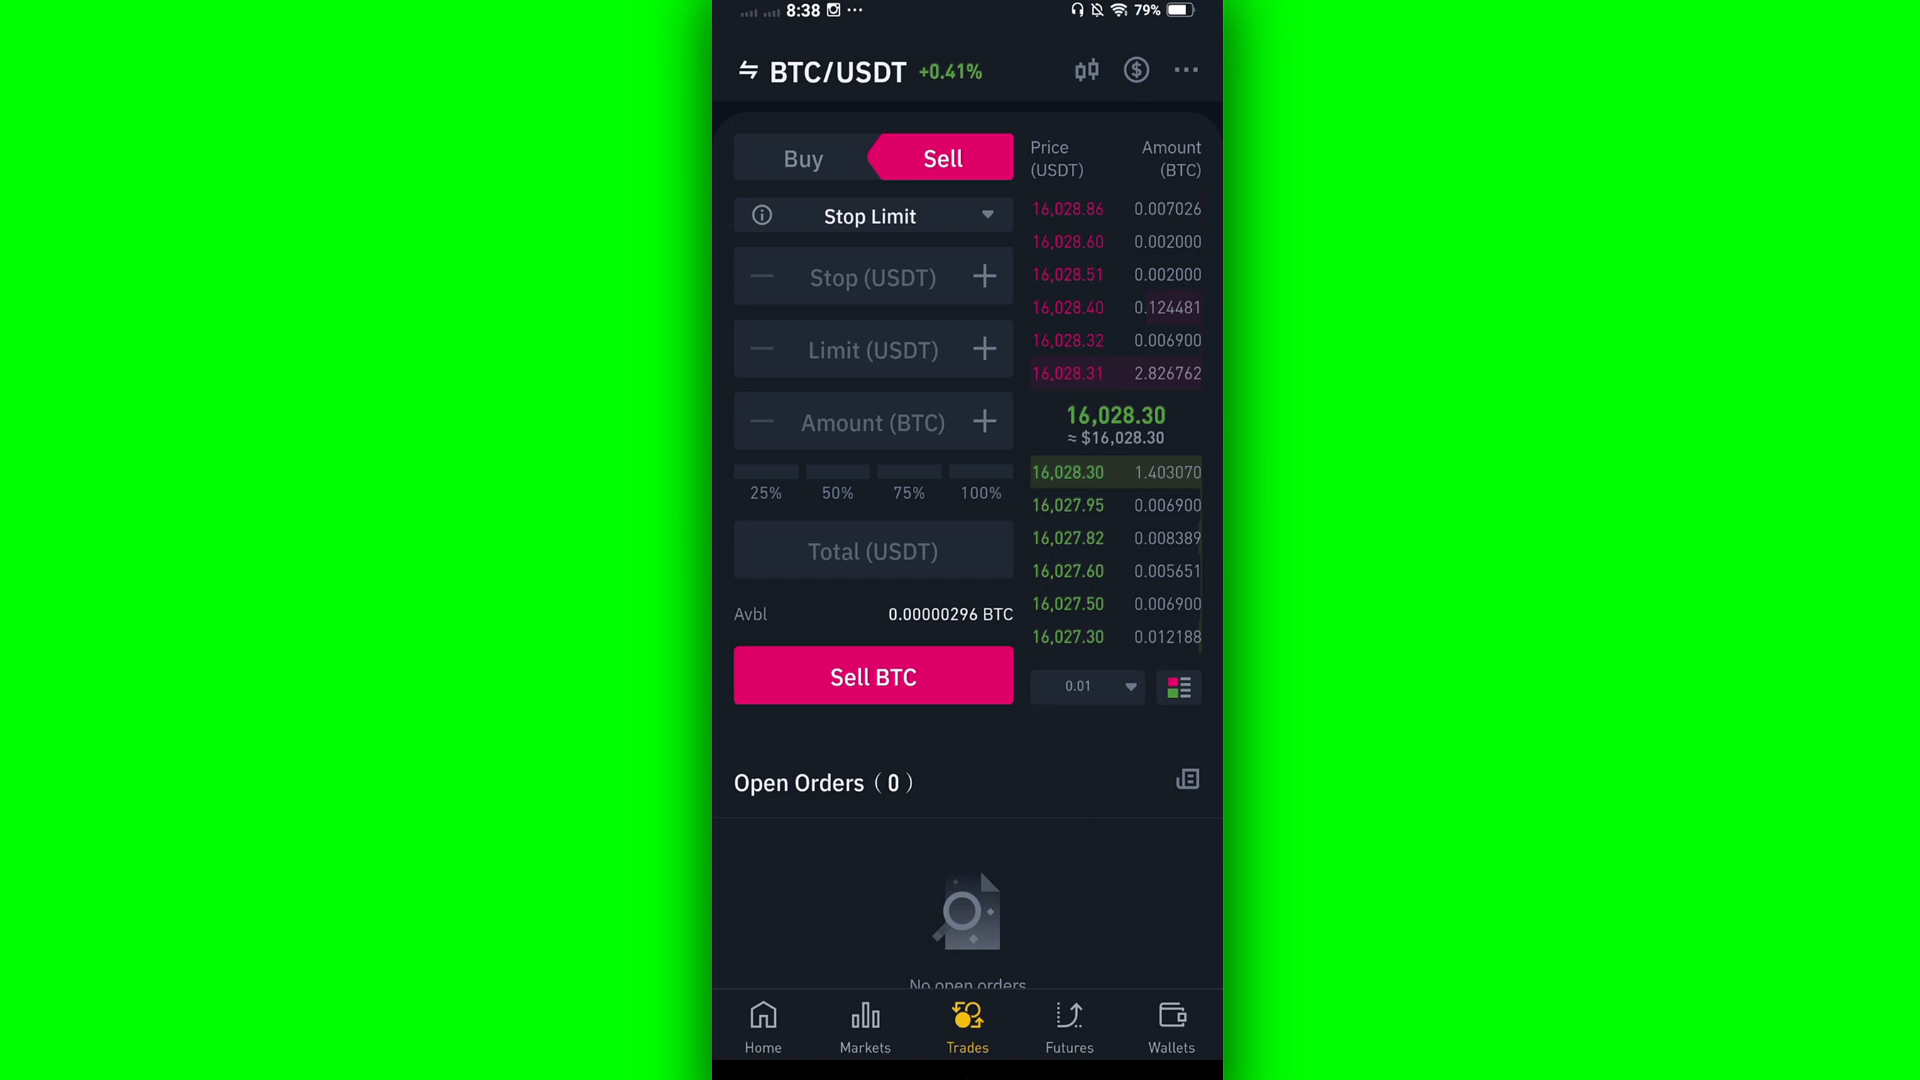 8:38 79%
BTC/USDT +0.41%
Buy Sell
Stop Limit
Stop (USDT)
Limit (USDT)
Amount (BTC)
25% 50% 75% 100%
Total (USDT)
Avbl 0.00000296 BTC
Sell BTC
Price (USDT) Amount (BTC)
16,028.86 0.007026
16,028.60 0.002000
16,028.51 0.002000
16,028.40 0.124481
16,028.32 0.006900
16,028.31 2.826762
16,028.30
≈ $16,028.30
16,028.30 1.403070
16,027.95 0.006900
16,027.82 0.008389
16,027.60 0.005651
16,027.50 0.006900
16,027.30 0.012188
0.01
Open Orders ( 0 )
No open orders
Home Markets Trades Futures Wallets